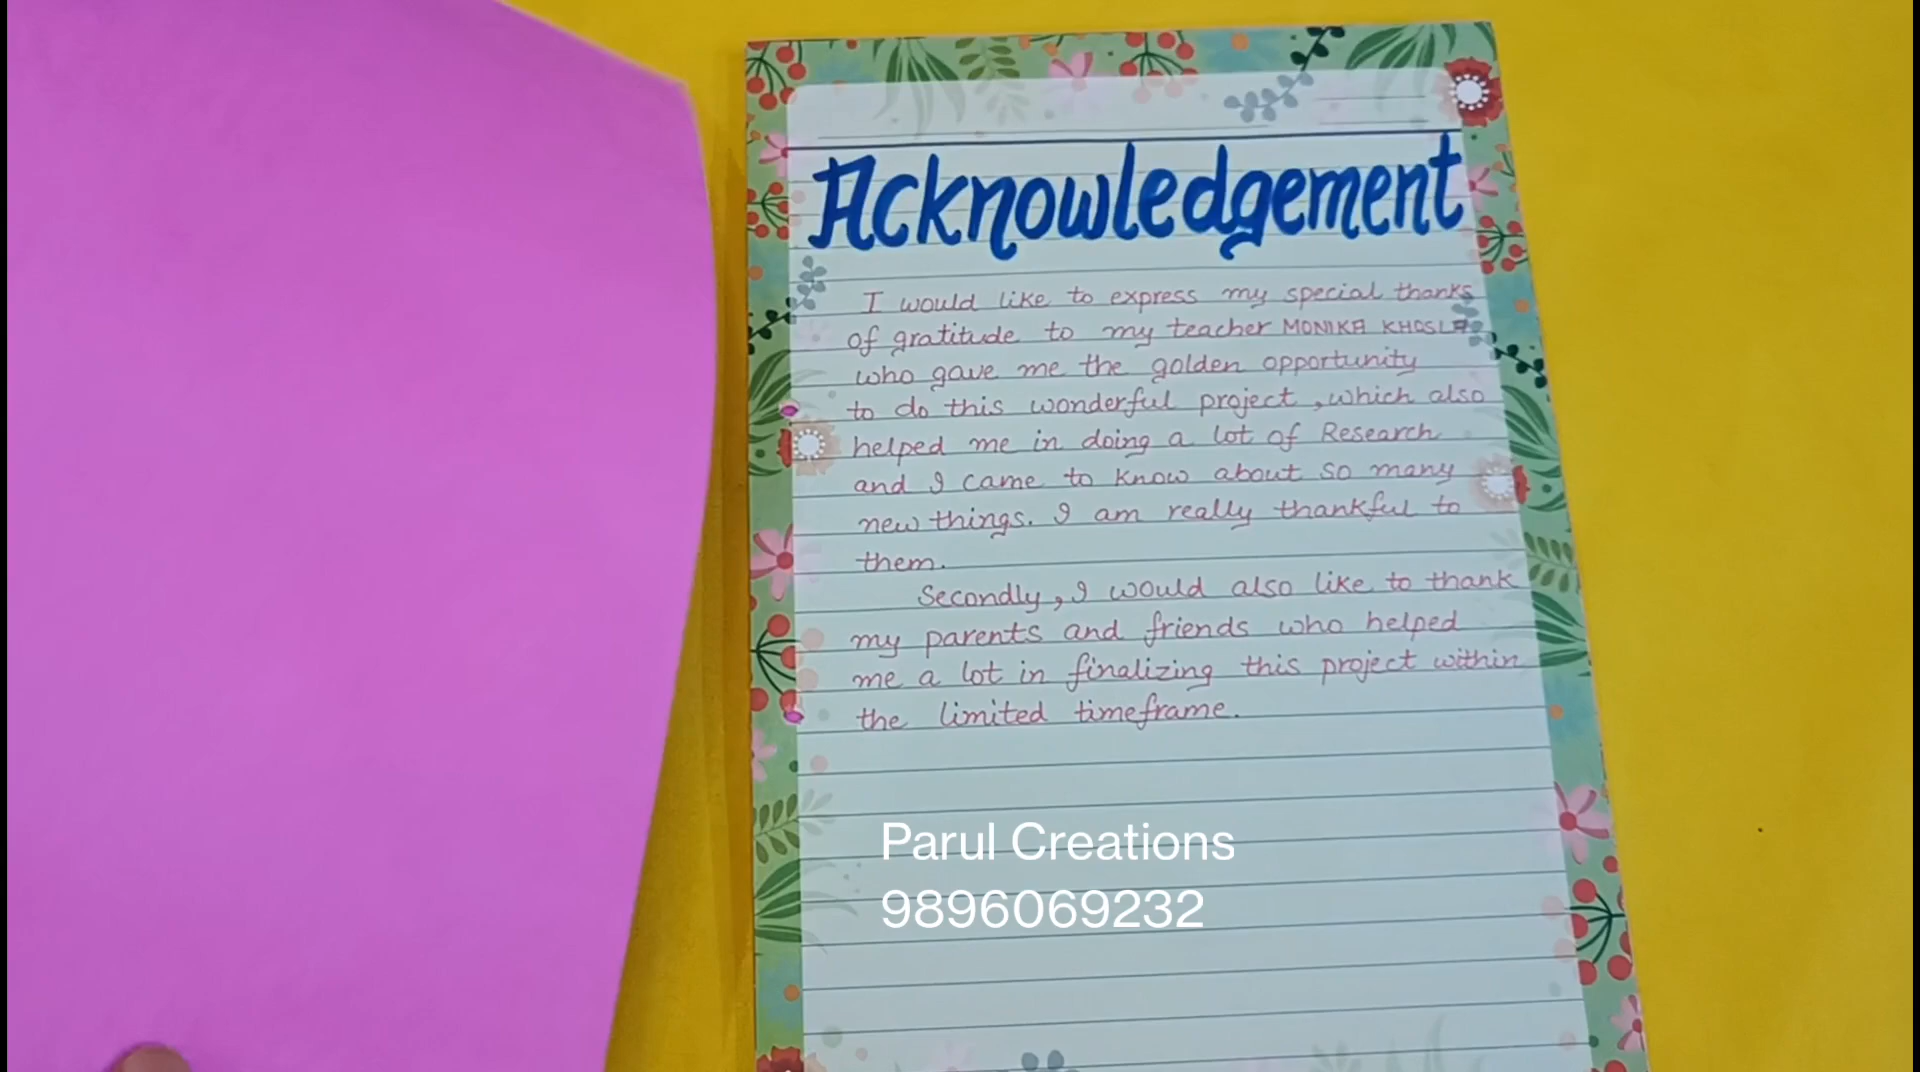 Acknowledgement
I would like to express my special thanks
of gratitude to my teacher MONIKA KHOSLA
who gave me the golden opportunity
to do this wonderful project, which also
helped me in doing a lot of Research
and I came to know about so many
new things. I am really thankful to
them.
Secondly, I would also like to thank
my parents and friends who helped
me a lot in finalizing this project within
the limited timeframe.
Parul Creations
9896069232